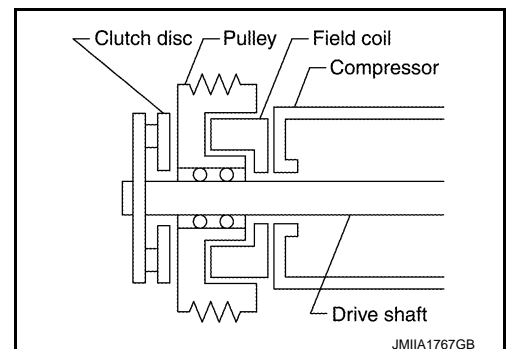 Clutch disc
Pulley
Field coil
Compressor
Drive shaft
JMIIA1767GB